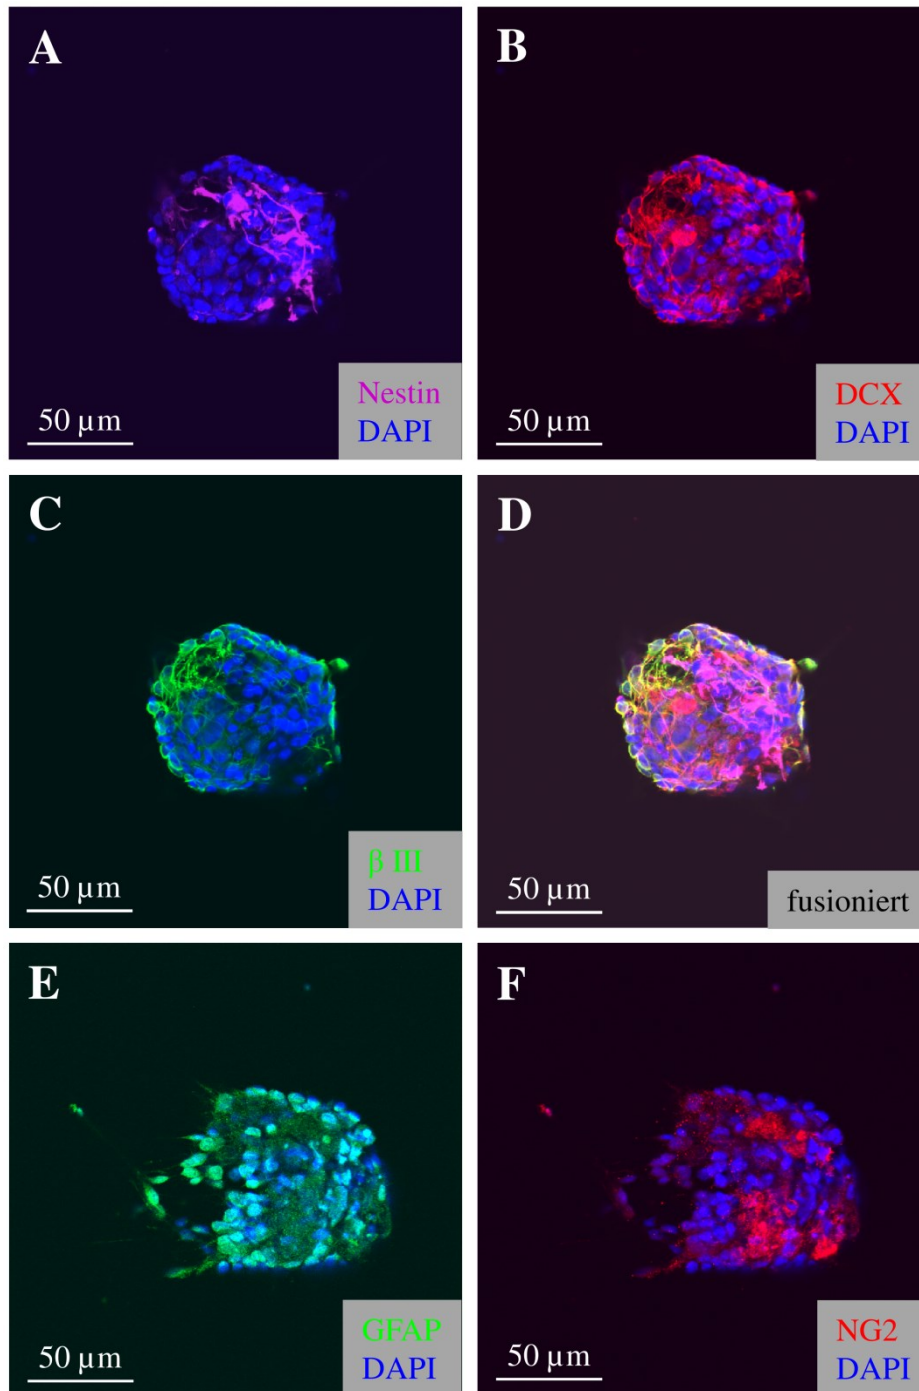 A
Nestin
DAPI
50 µm
B
DCX
DAPI
50 µm
C
β III
DAPI
50 µm
D
fusioniert
50 µm
E
GFAP
DAPI
50 µm
F
NG2
DAPI
50 µm